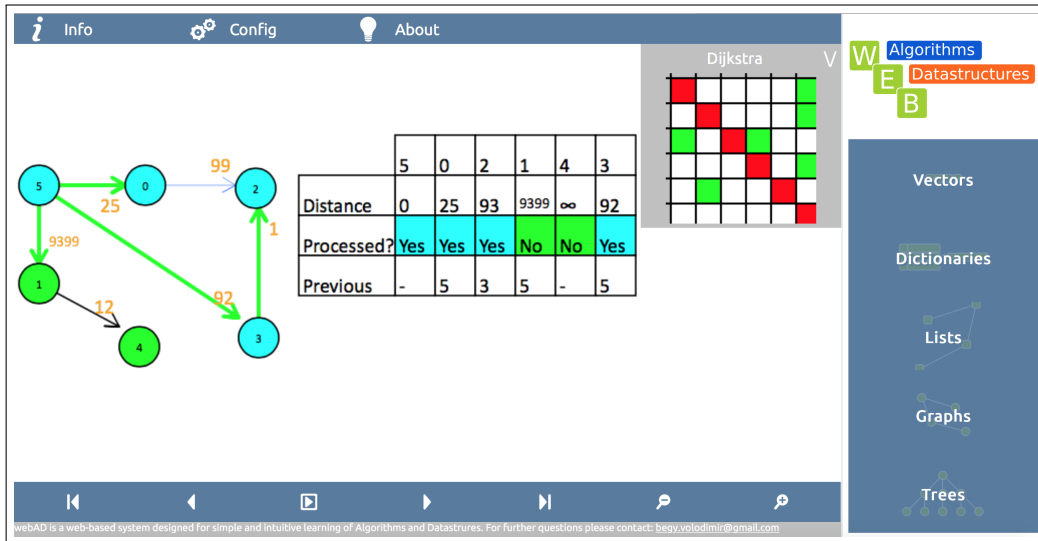 Info Config About
Dijkstra V
W Algorithms
E Datastructures
B
5 0 2 1 4 3
Distance 0 25 93 9399 ∞ 92
Processed? Yes Yes Yes No No Yes
Previous - 5 3 5 - 5
99
5 0 2
25
1
9399
1
92
12
4
3
Vectors
Dictionaries
Lists
Graphs
Trees
webAD is a web-based system designed for simple and intuitive learning of Algorithms and Datastrures. For further questions please contact: begy.volodimir@gmail.com